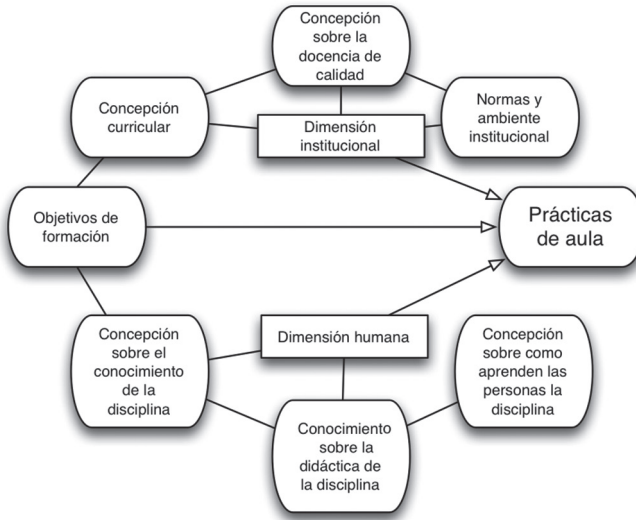 Concepción
sobre la
docencia de
calidad
Concepción
curricular
Dimensión
institucional
Normas y
ambiente
institucional
Objetivos de
formación
Prácticas
de aula
Concepción
sobre el
conocimiento
de la
disciplina
Dimensión humana
Concepción
sobre como
aprenden las
personas la
disciplina
Conocimiento
sobre la
didáctica de
la disciplina